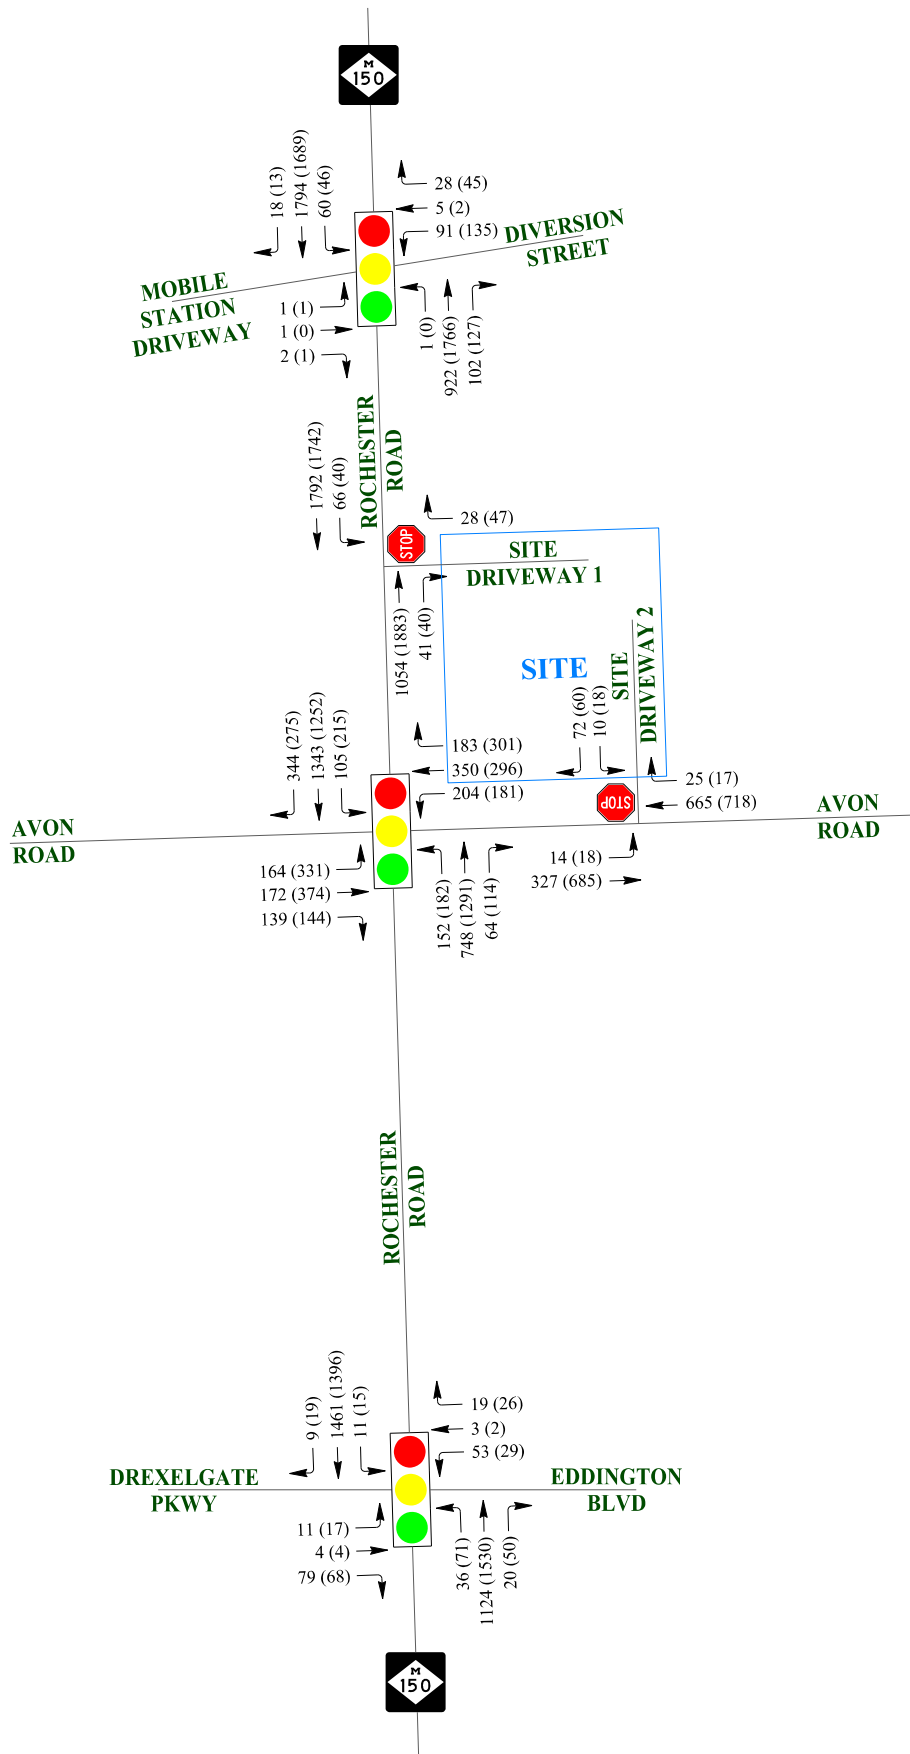 M
150
18 (13)
1794 (1689)
60 (46)
28 (45)
5 (2)
91 (135)
DIVERSION
STREET
MOBILE
STATION
DRIVEWAY
1 (1)
1 (0)
2 (1)
1 (0)
922 (1766)
102 (127)
ROCHESTER
ROAD
1792 (1742)
66 (40)
28 (47)
STOP
SITE
DRIVEWAY 1
1054 (1883)
41 (40)
SITE
SITE
DRIVEWAY 2
72 (60)
10 (18)
344 (275)
1343 (1252)
105 (215)
183 (301)
350 (296)
204 (181)
25 (17)
665 (718)
STOP
AVON
ROAD
AVON
ROAD
14 (18)
327 (685)
164 (331)
172 (374)
139 (144)
152 (182)
748 (1291)
64 (114)
ROCHESTER
ROAD
9 (19)
1461 (1396)
11 (15)
19 (26)
3 (2)
53 (29)
DREXELGATE
PKWY
EDDINGTON
BLVD
11 (17)
4 (4)
79 (68)
36 (71)
1124 (1530)
20 (50)
M
150